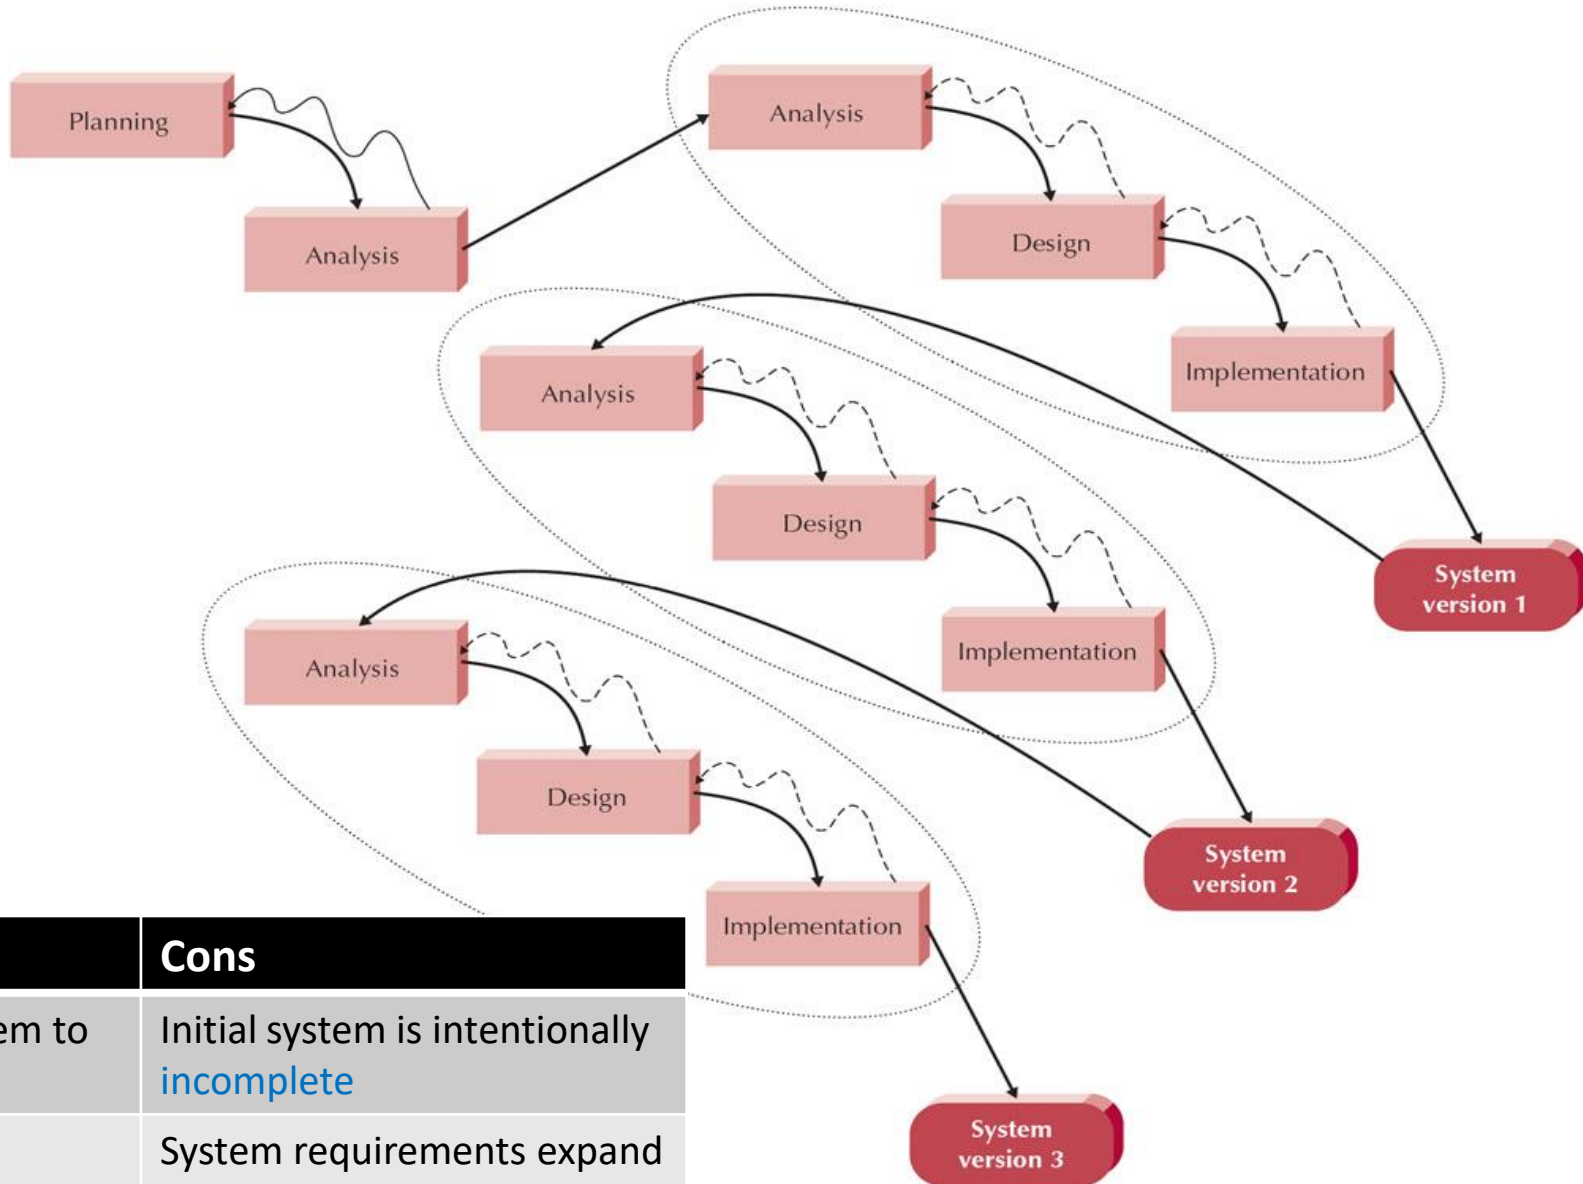 Planning
Analysis
Analysis
Design
Implementation
System
version 1
Analysis
Design
Implementation
System
version 2
Analysis
Design
Implementation
System
version 3
Cons
em to
Initial system is intentionally
incomplete
System requirements expand